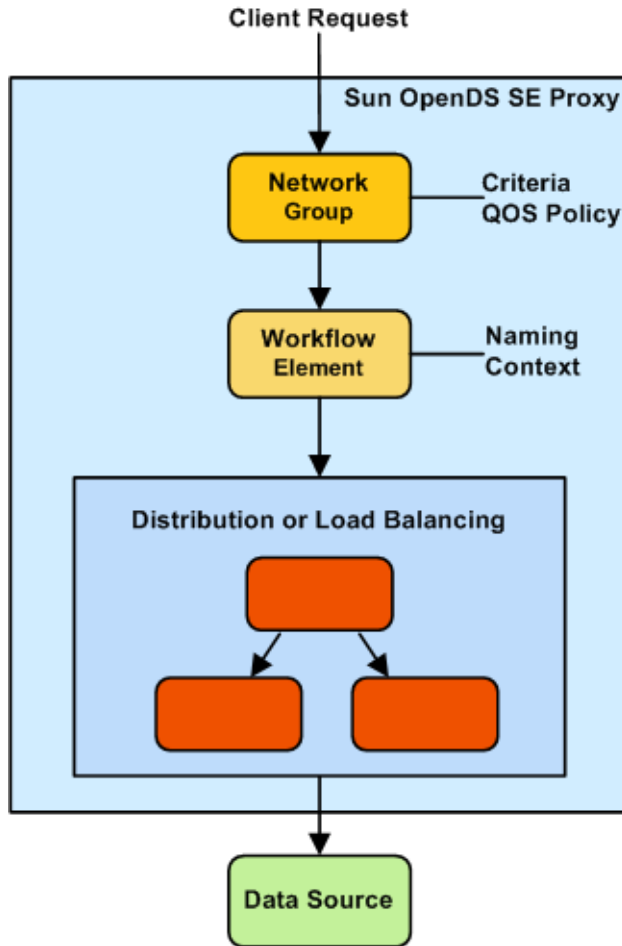 Client Request
Sun OpenDS SE Proxy
Network
Group
Criteria
QOS Policy
Workflow
Element
Naming
Context
Distribution or Load Balancing
Data Source